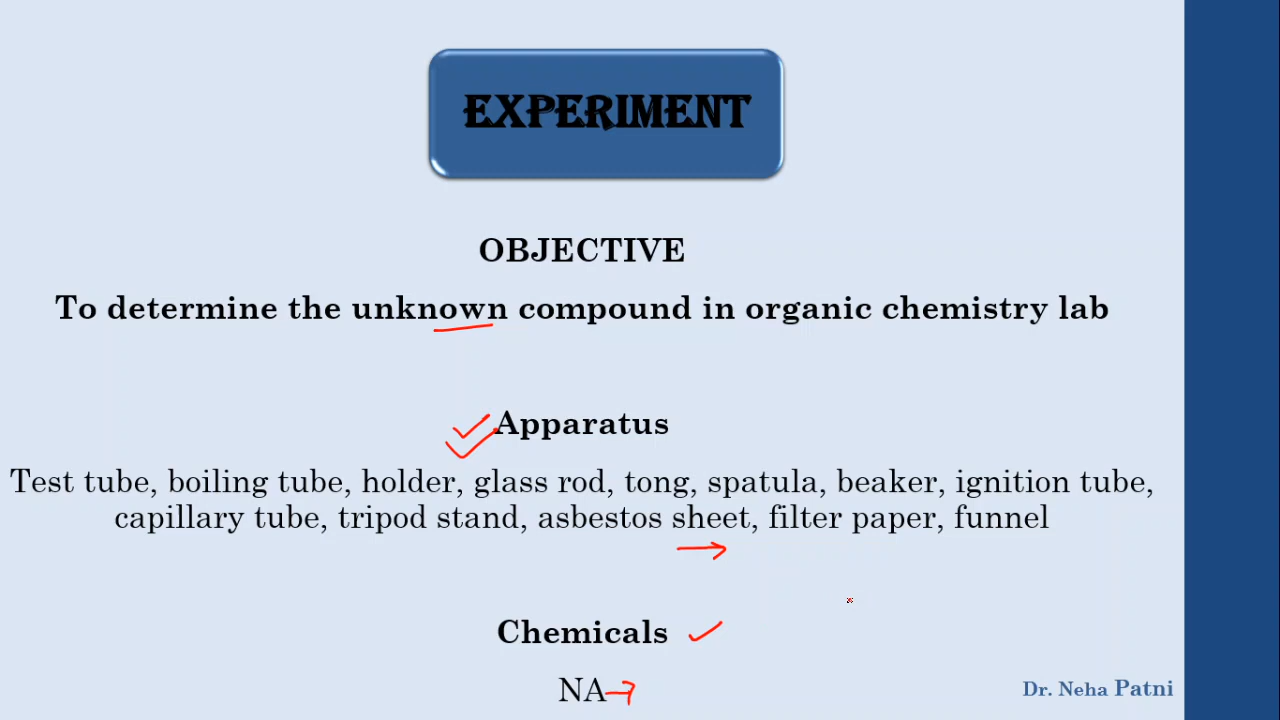 EXPERIMENT
OBJECTIVE
To determine the unknown compound in organic chemistry lab
Apparatus
Test tube, boiling tube, holder, glass rod, tong, spatula, beaker, ignition tube,
capillary tube, tripod stand, asbestos sheet, filter paper, funnel
Chemicals
NA
Dr. Neha Patni